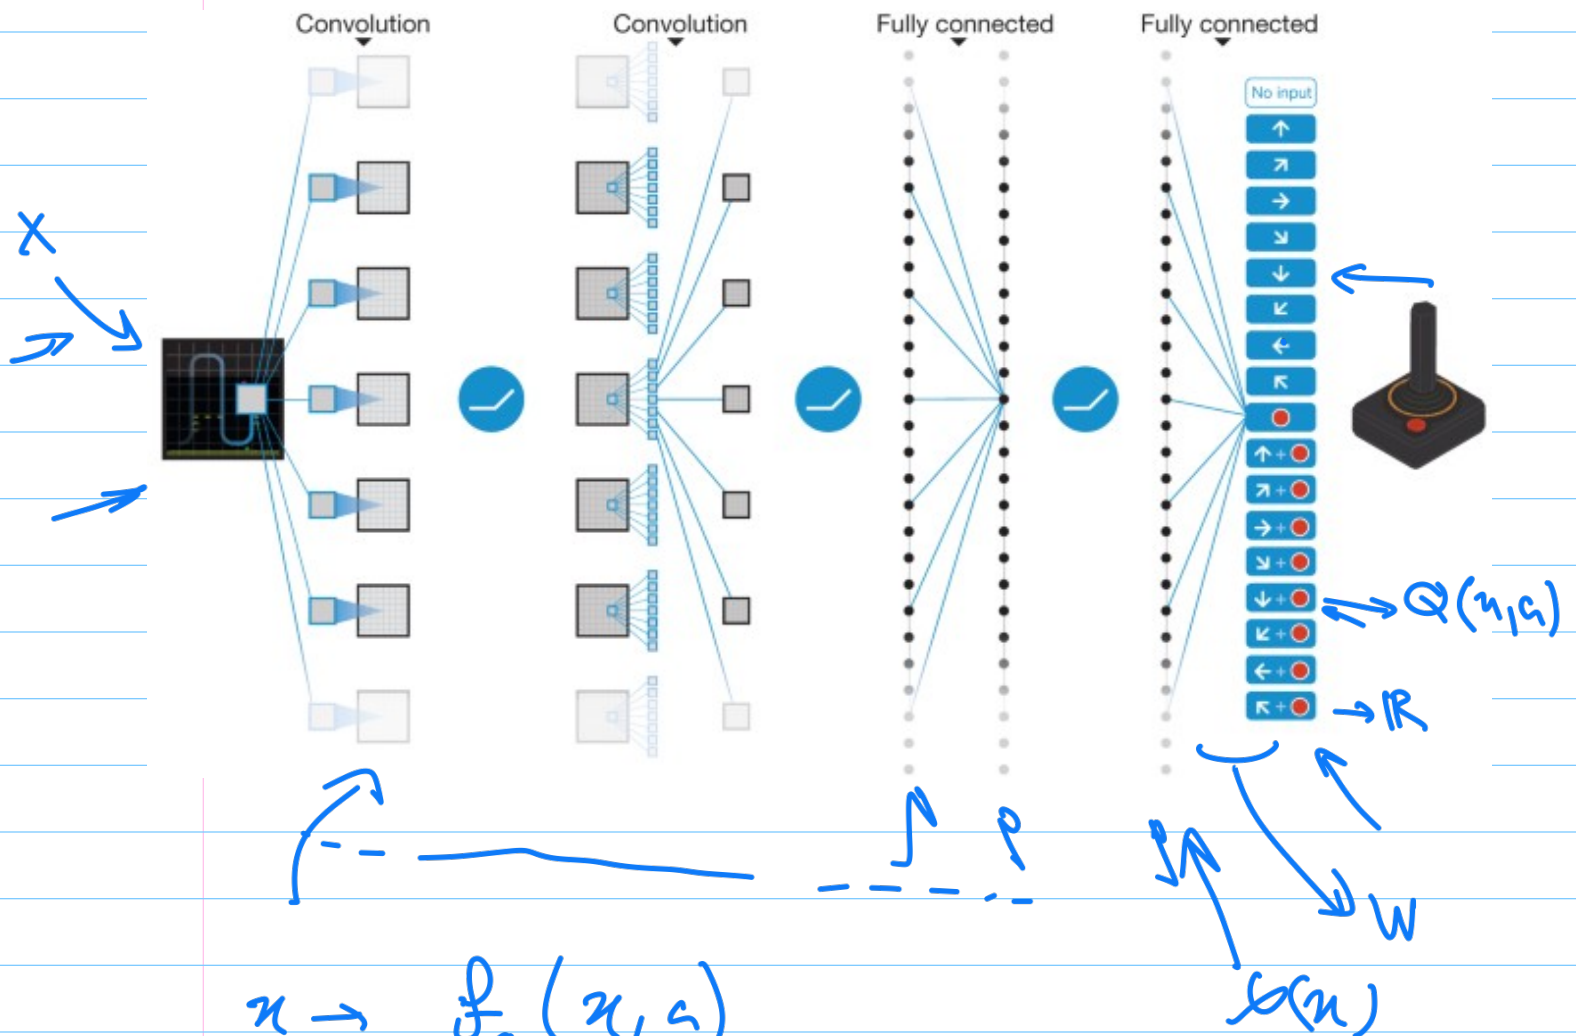 Convolution Convolution Fully connected Fully connected
No input
X
Q(x,a)
→ R
W
x → f (x, a)
φ(x)